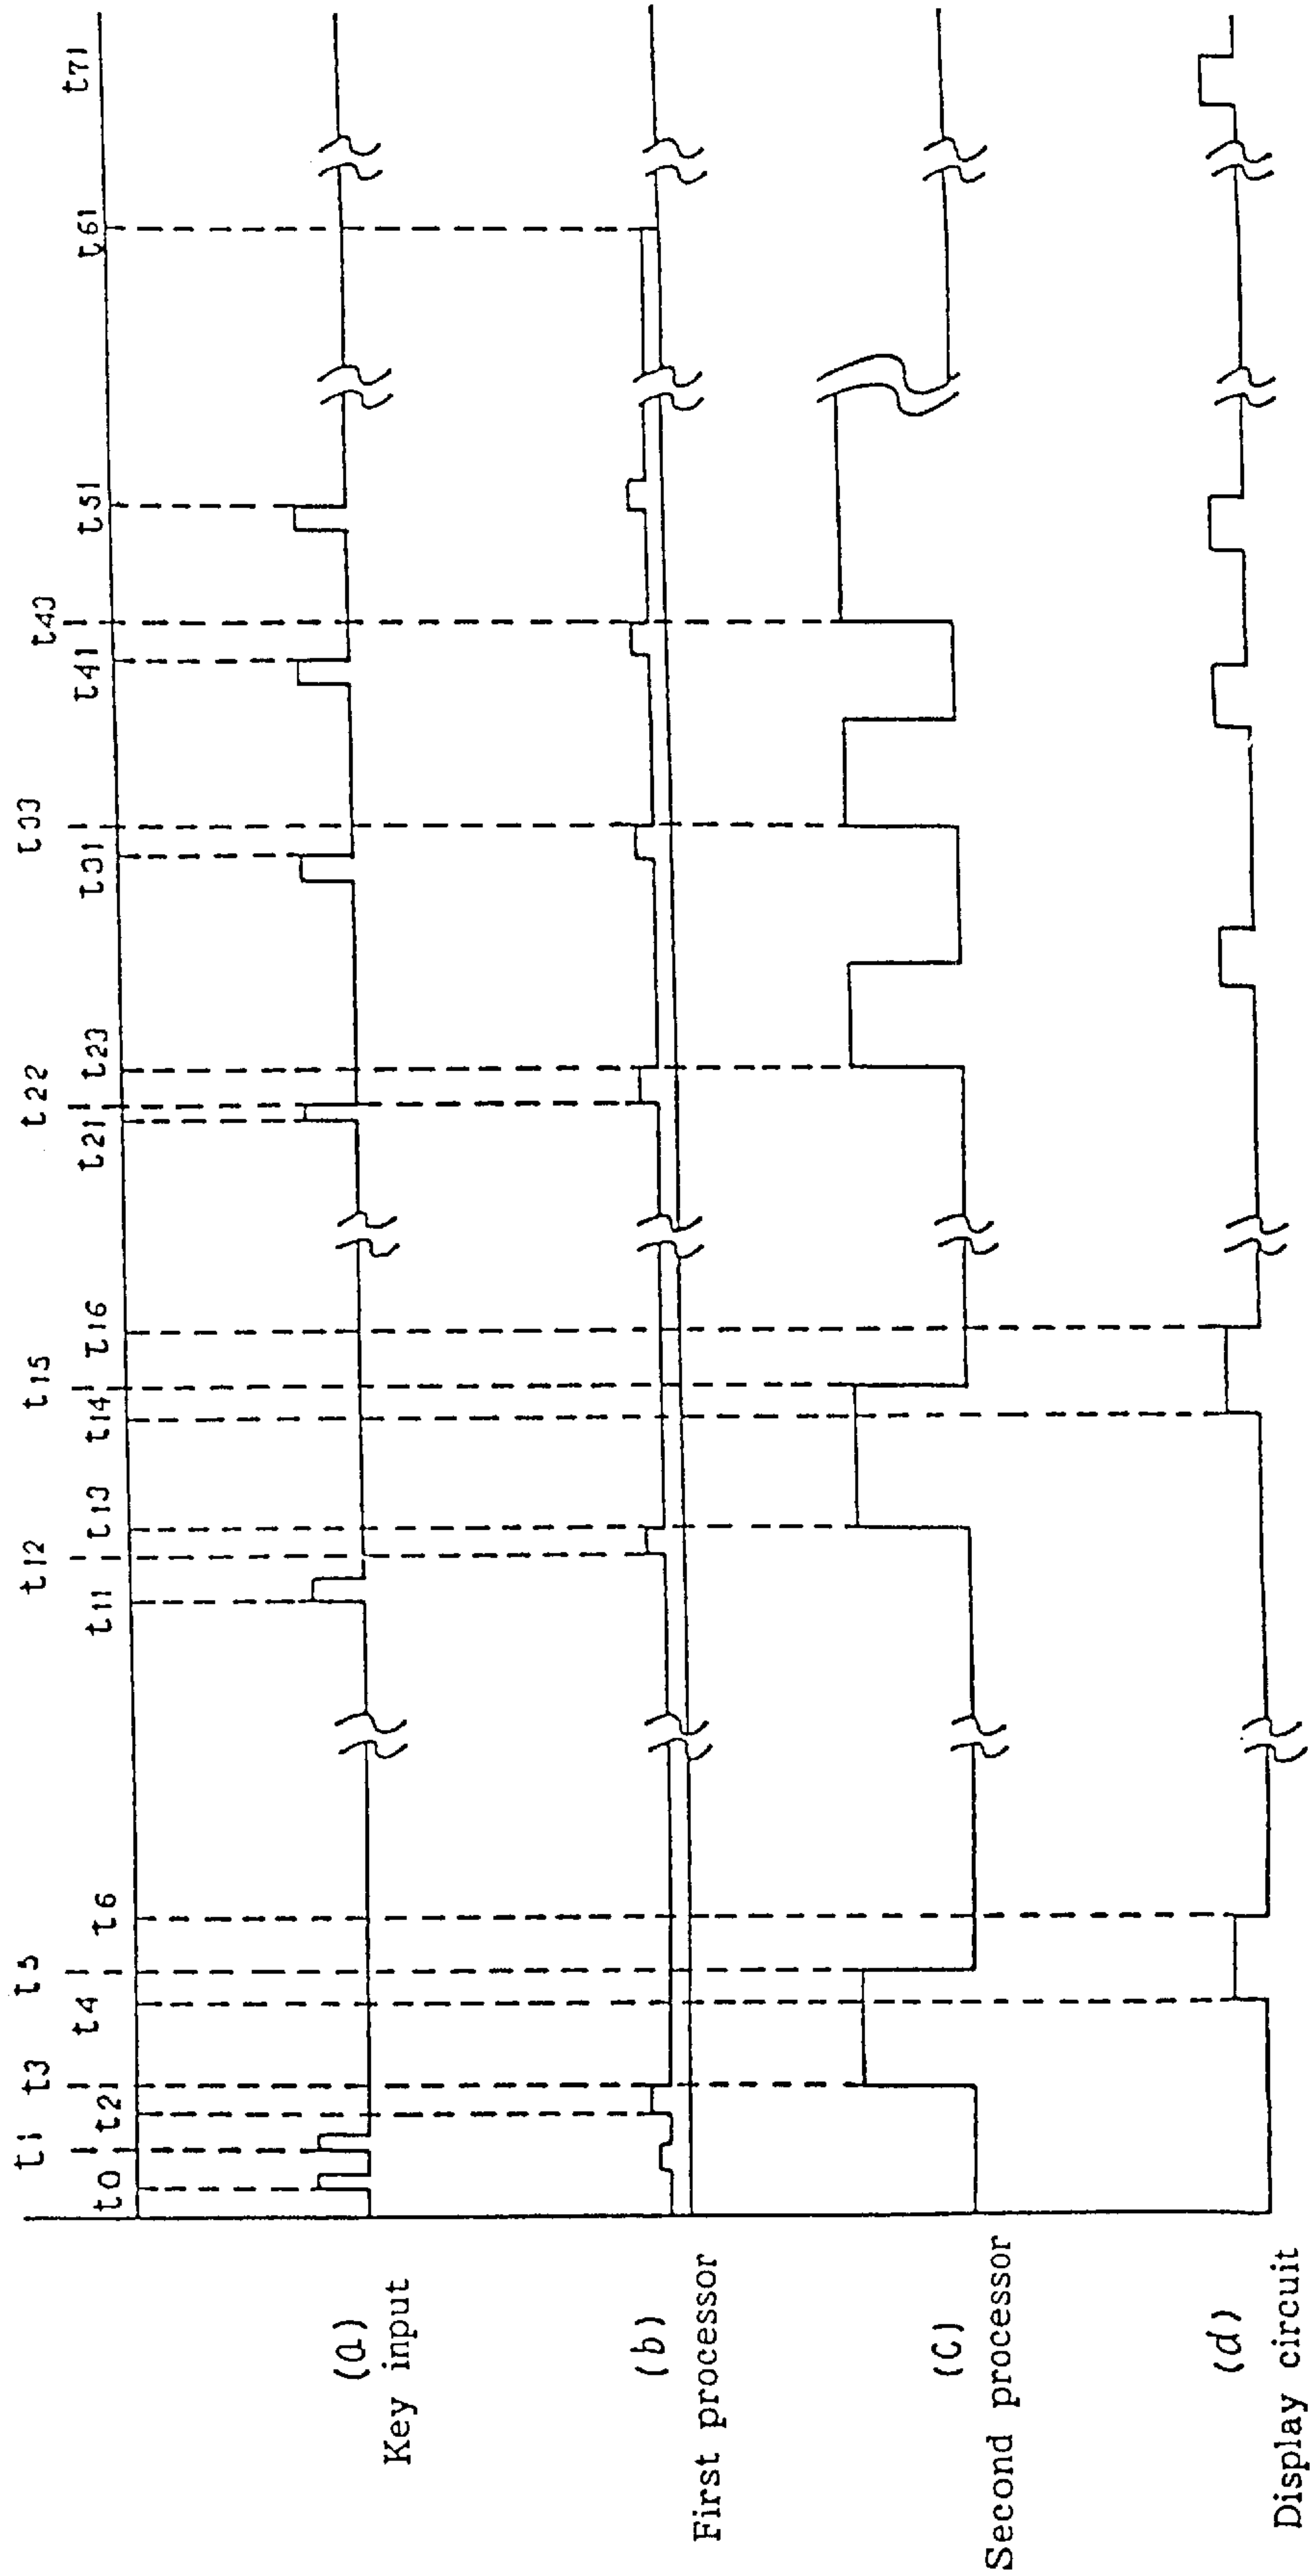 t1 t3 t5 t12 t15 t22 t33 t43
t0 t2 t4 t6 t11 t13 t14 t16 t21 t23 t31 t41 t51 t61 t71
(a)
Key input
(b)
First processor
(C)
Second processor
(d)
Display circuit